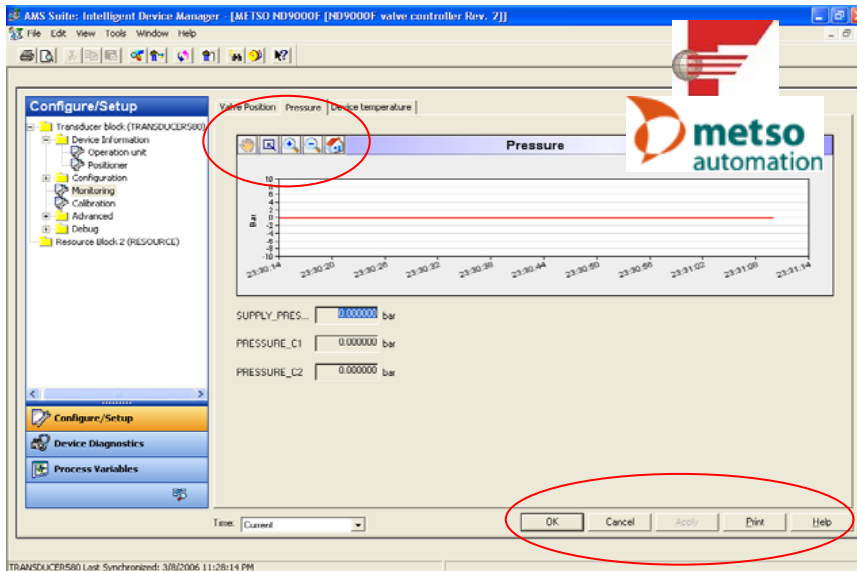 AMS Suite: Intelligent Device Manager - [METSO ND9000F [ND9000F valve controller Rev. 2]]
File Edit View Tools Window Help
metso
automation
Configure/Setup
Valve Position Pressure Device temperature
Transducer block (TRANSDUCER580)
Device Information
Operation unit
Positioner
Configuration
Monitoring
Calibration
Advanced
Debug
Resource Block 2 (RESOURCE)
Pressure
Bar
10
8
6
4
2
0
-2
-4
-6
-8
-10
23:30:14 23:30:20 23:30:26 23:30:32 23:30:38 23:30:44 23:30:50 23:30:56 23:31:02 23:31:08 23:31:14
SUPPLY_PRES... 0.000000 bar
PRESSURE_C1 0.000000 bar
PRESSURE_C2 0.000000 bar
Configure/Setup
Device Diagnostics
Process Variables
Time: Current
OK Cancel Apply Print Help
TRANSDUCER580 Last Synchronized: 3/8/2006 11:28:14 PM